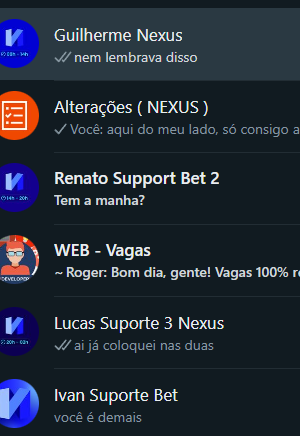 Guilherme Nexus
nem lembrava disso
Alterações ( NEXUS )
Você: aqui do meu lado, só consigo a
Renato Support Bet 2
Tem a manha?
WEB - Vagas
~ Roger: Bom dia, gente! Vagas 100% re
DEVELOPER
Lucas Suporte 3 Nexus
ai já coloquei nas duas
Ivan Suporte Bet
você é demais